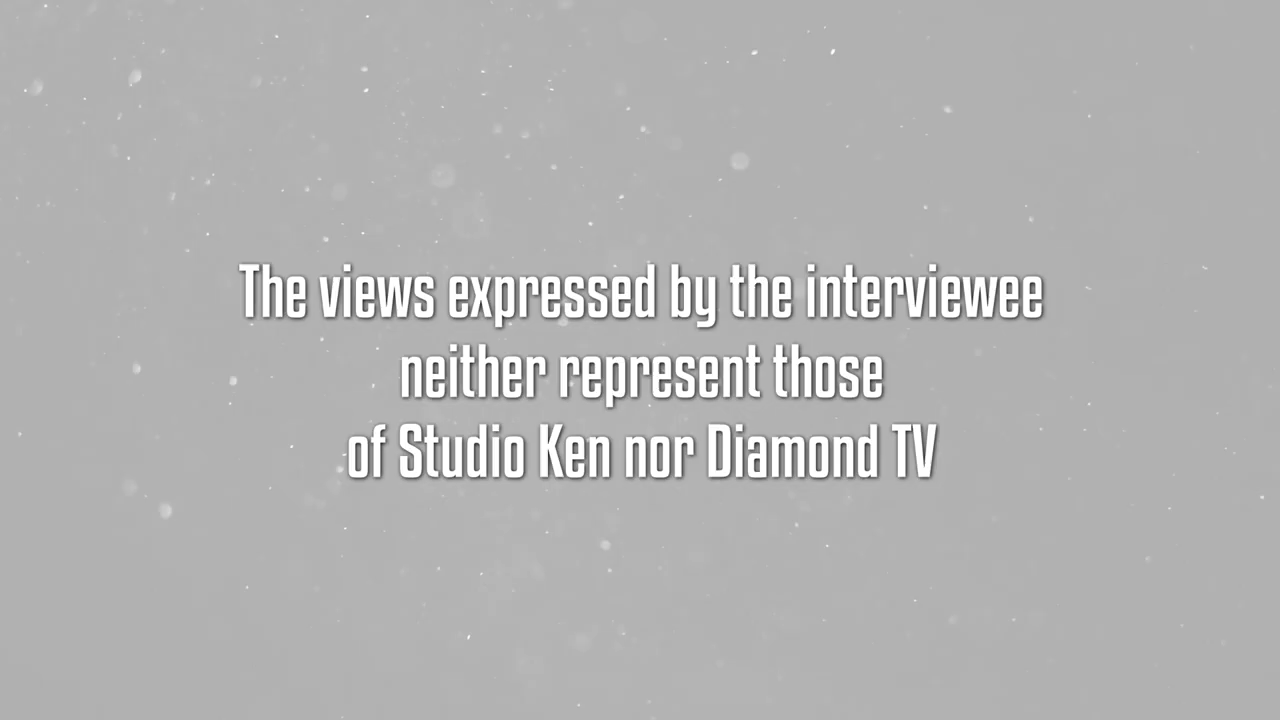 The views expressed by the interviewee
neither represent those
of Studio Ken nor Diamond TV